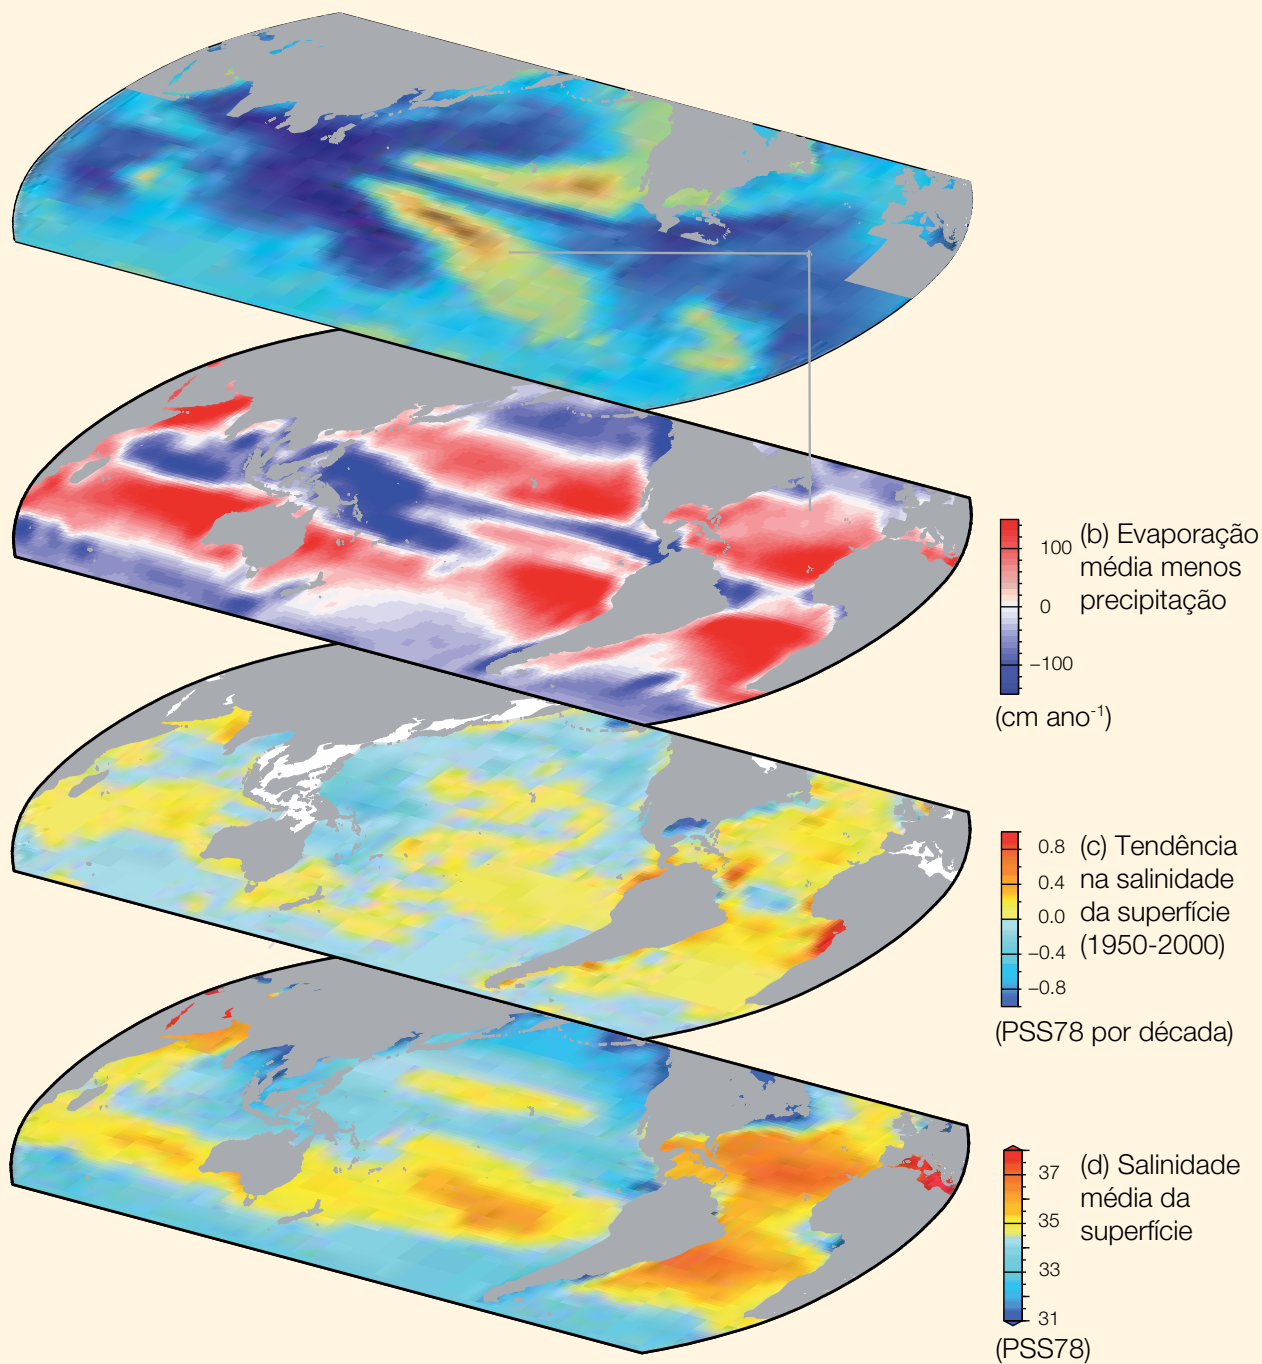 100
0
−100
(b) Evaporação
média menos
precipitação
(cm ano-1)
0.8
0.4
0.0
−0.4
−0.8
(c) Tendência
na salinidade
da superfície
(1950-2000)
(PSS78 por década)
37
35
33
31
(d) Salinidade
média da
superfície
(PSS78)